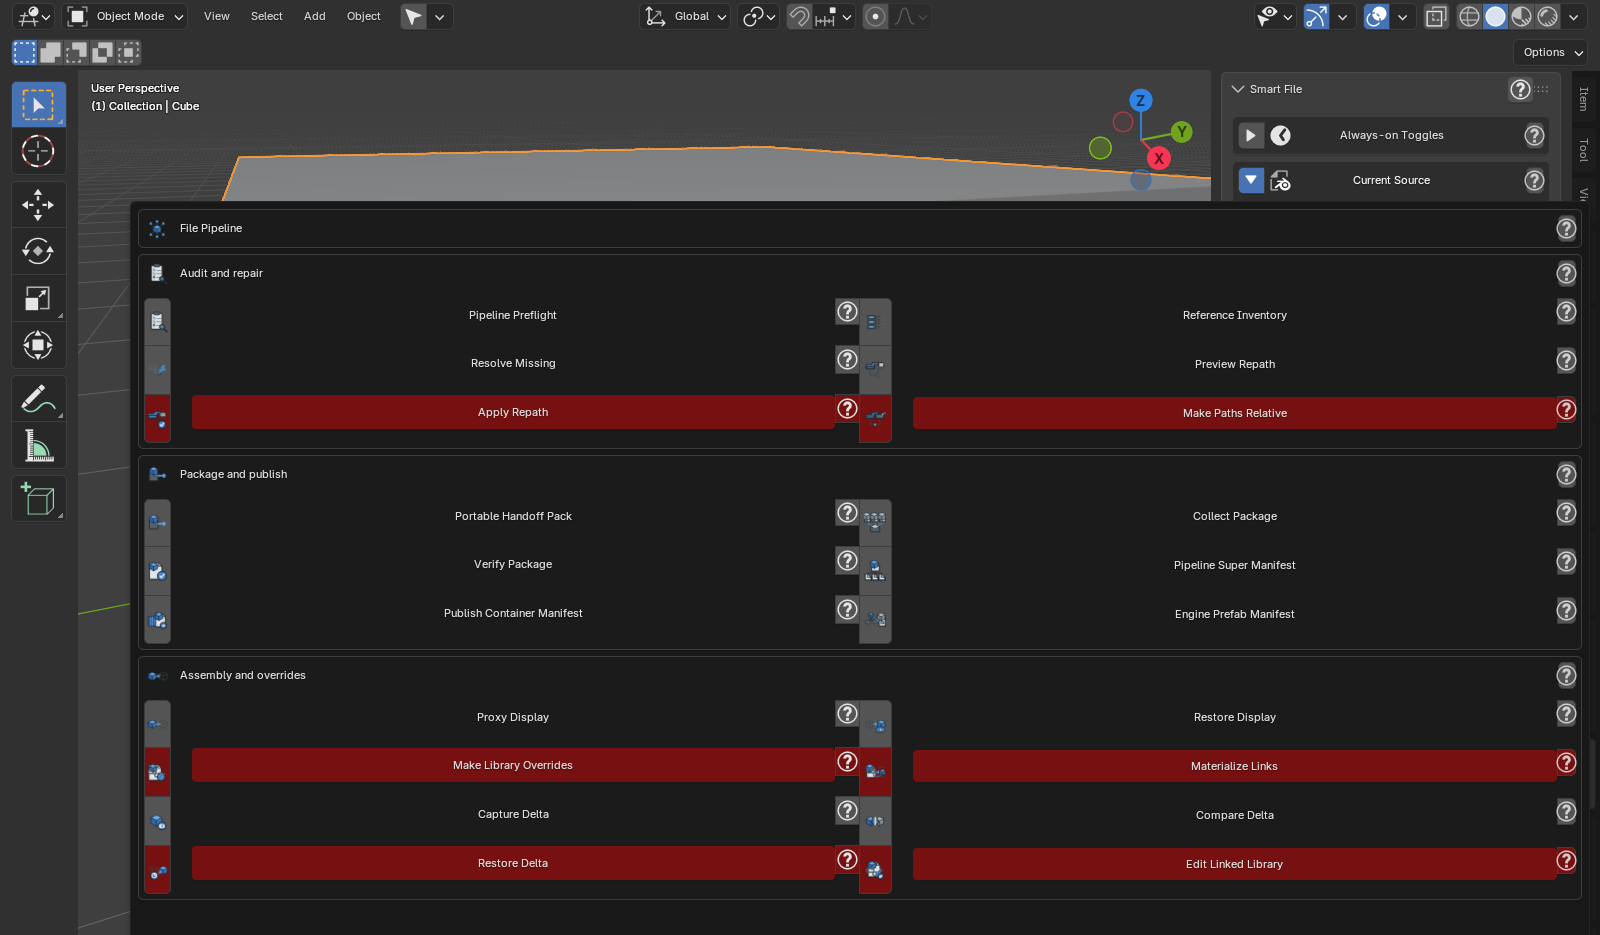 Object Mode
View
Select
Add
Object
Global
Options
User Perspective
(1) Collection | Cube
Z
Y
X
Smart File
Always-on Toggles
Current Source
Item
Tool
File Pipeline
Audit and repair
Pipeline Preflight
Reference Inventory
Resolve Missing
Preview Repath
Apply Repath
Make Paths Relative
Package and publish
Portable Handoff Pack
Collect Package
Verify Package
Pipeline Super Manifest
Publish Container Manifest
Engine Prefab Manifest
Assembly and overrides
Proxy Display
Restore Display
Make Library Overrides
Materialize Links
Capture Delta
Compare Delta
Restore Delta
Edit Linked Library